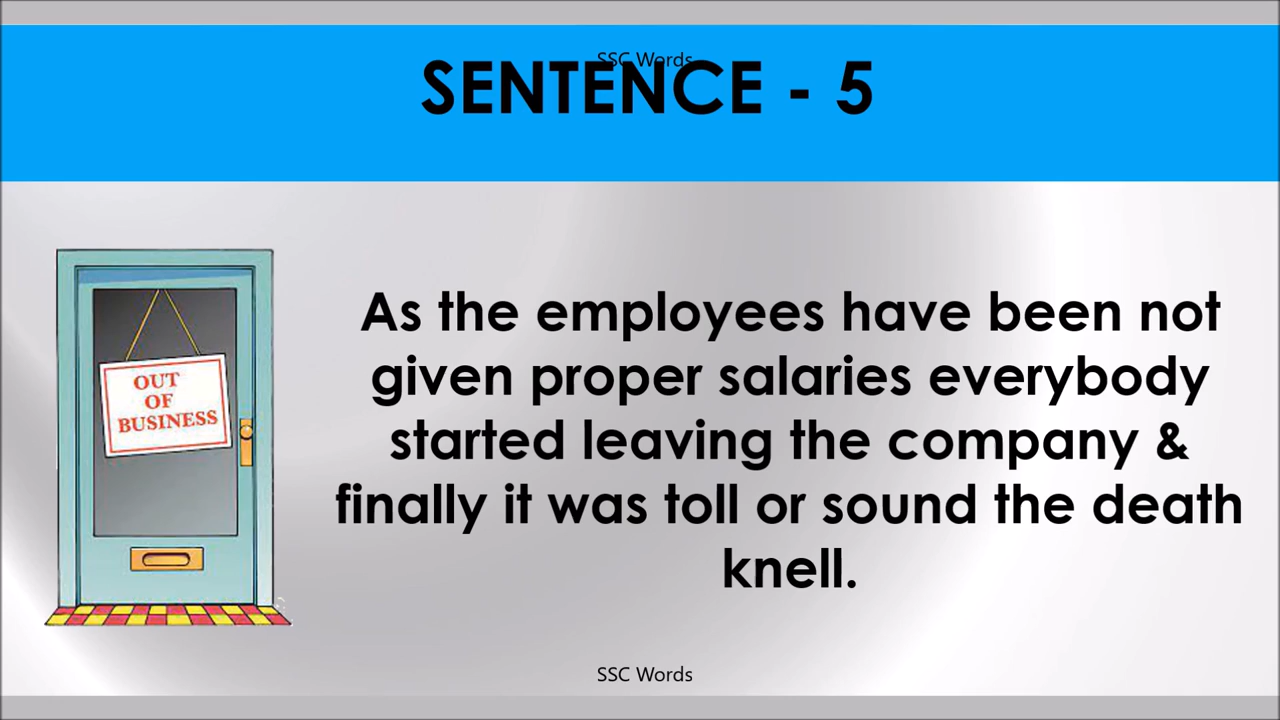 SSC Words
SENTENCE - 5
OUT
OF
BUSINESS
As the employees have been not
given proper salaries everybody
started leaving the company &
finally it was toll or sound the death
knell.
SSC Words